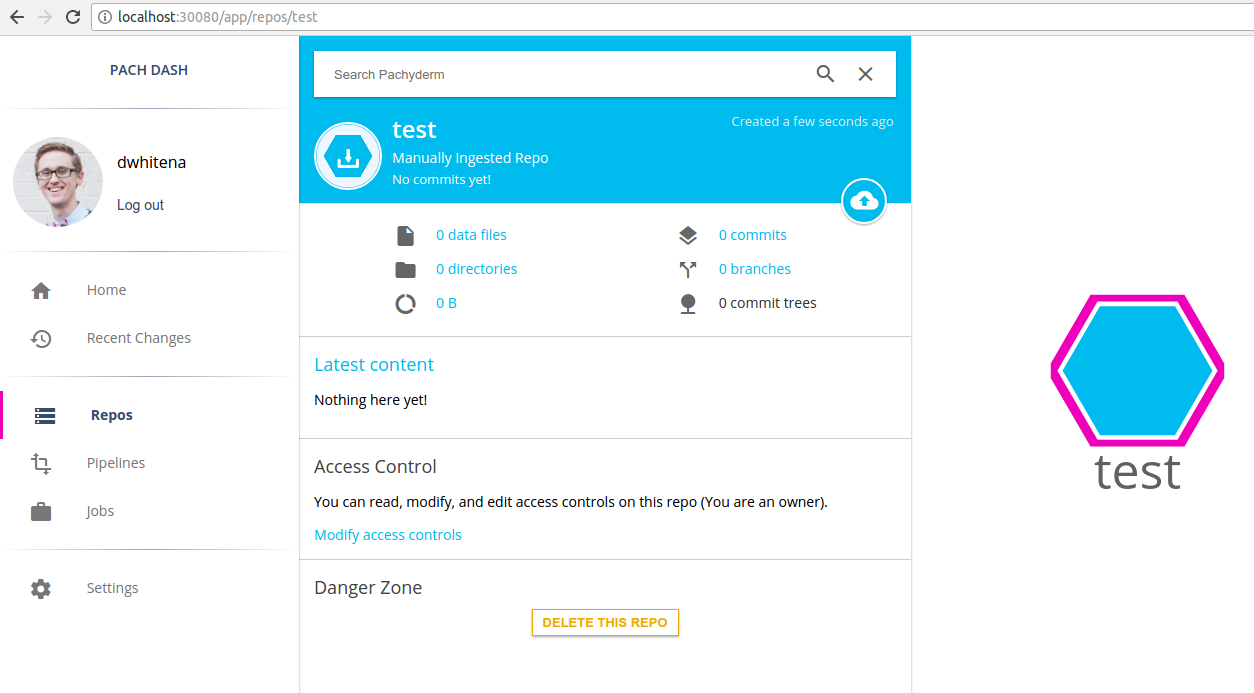 localhost:30080/app/repos/test
PACH DASH
dwhitena
Log out
Home
Recent Changes
Repos
Pipelines
Jobs
Settings
Search Pachyderm
Created a few seconds ago
test
Manually Ingested Repo
No commits yet!
0 data files
0 commits
0 directories
0 branches
0 B
0 commit trees
Latest content
Nothing here yet!
Access Control
You can read, modify, and edit access controls on this repo (You are an owner).
Modify access controls
Danger Zone
DELETE THIS REPO
test